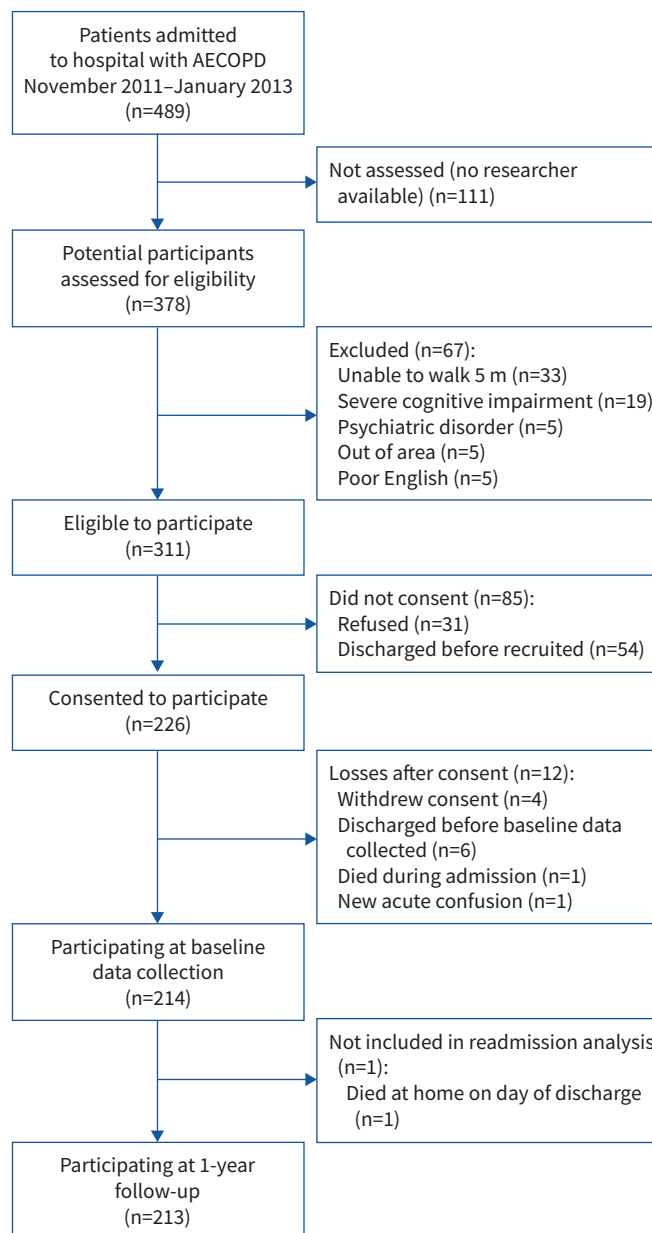 Patients admitted
to hospital with AECOPD
November 2011–January 2013
(n=489)
Not assessed (no researcher
available) (n=111)
Potential participants
assessed for eligibility
(n=378)
Excluded (n=67):
Unable to walk 5 m (n=33)
Severe cognitive impairment (n=19)
Psychiatric disorder (n=5)
Out of area (n=5)
Poor English (n=5)
Eligible to participate
(n=311)
Did not consent (n=85):
Refused (n=31)
Discharged before recruited (n=54)
Consented to participate
(n=226)
Losses after consent (n=12):
Withdrew consent (n=4)
Discharged before baseline data
collected (n=6)
Died during admission (n=1)
New acute confusion (n=1)
Participating at baseline
data collection
(n=214)
Not included in readmission analysis
(n=1):
Died at home on day of discharge
(n=1)
Participating at 1-year
follow-up
(n=213)